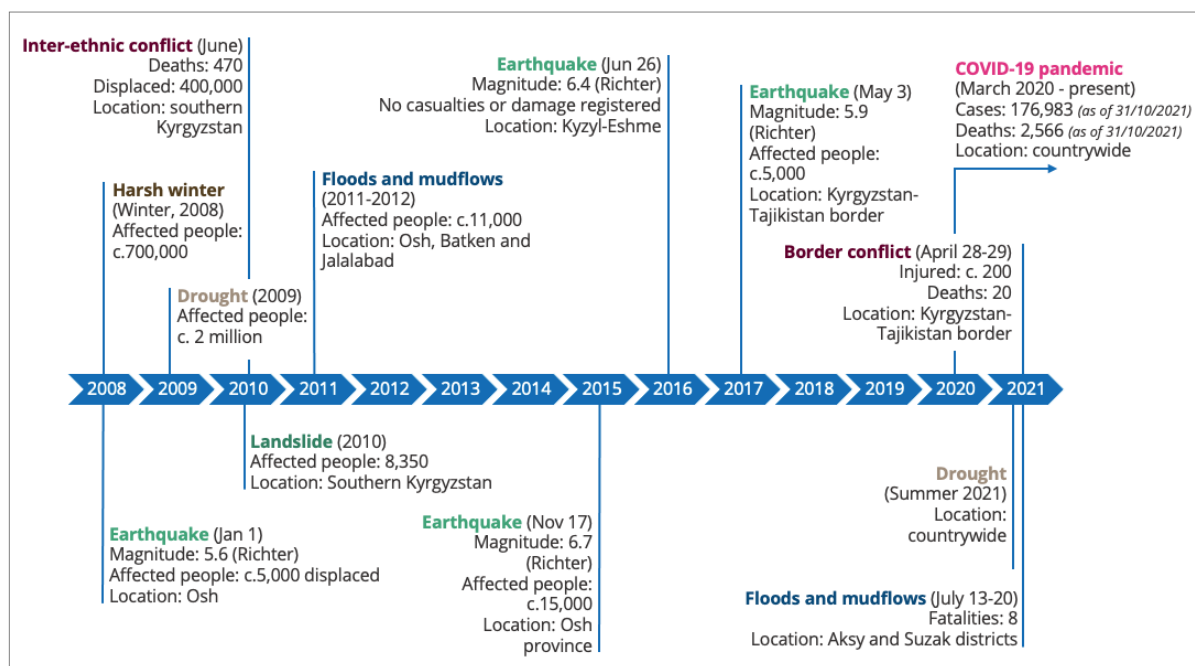 Inter-ethnic conflict (June)
Deaths: 470
Displaced: 400,000
Location: southern
Kyrgyzstan
Earthquake (Jun 26)
Magnitude: 6.4 (Richter)
No casualties or damage registered
Location: Kyzyl-Eshme
Earthquake (May 3)
Magnitude: 5.9
(Richter)
Affected people:
c.5,000
Location: Kyrgyzstan-
Tajikistan border
COVID-19 pandemic
(March 2020 - present)
Cases: 176,983 (as of 31/10/2021)
Deaths: 2,566 (as of 31/10/2021)
Location: countrywide
Harsh winter
(Winter, 2008)
Affected people:
c.700,000
Floods and mudflows
(2011-2012)
Affected people: c.11,000
Location: Osh, Batken and
Jalalabad
Drought (2009)
Affected people:
c. 2 million
Border conflict (April 28-29)
Injured: c. 200
Deaths: 20
Location: Kyrgyzstan-
Tajikistan border
2008 2009 2010 2011 2012 2013 2014 2015 2016 2017 2018 2019 2020 2021
Landslide (2010)
Affected people: 8,350
Location: Southern Kyrgyzstan
Earthquake (Jan 1)
Magnitude: 5.6 (Richter)
Affected people: c.5,000 displaced
Location: Osh
Earthquake (Nov 17)
Magnitude: 6.7
(Richter)
Affected people:
c.15,000
Location: Osh
province
Drought
(Summer 2021)
Location:
countrywide
Floods and mudflows (July 13-20)
Fatalities: 8
Location: Aksy and Suzak districts